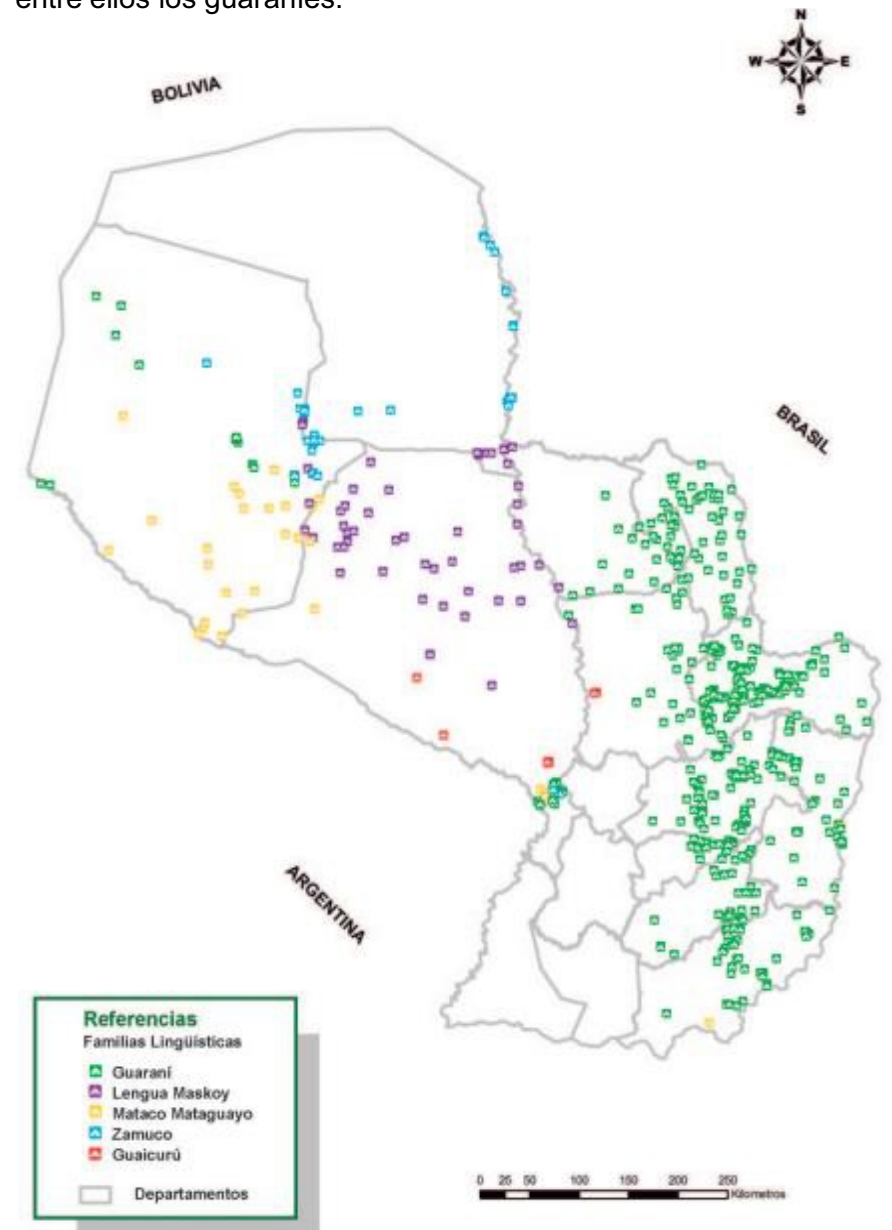 entre ellos los guaraníes.
N
W
E
S
BOLIVIA
BRASIL
ARGENTINA
Referencias
Familias Lingüísticas
Guaraní
Lengua Maskoy
Mataco Mataguayo
Zamuco
Guaicurú
Departamentos
0 25 50 100 150 200 250
Kilometros